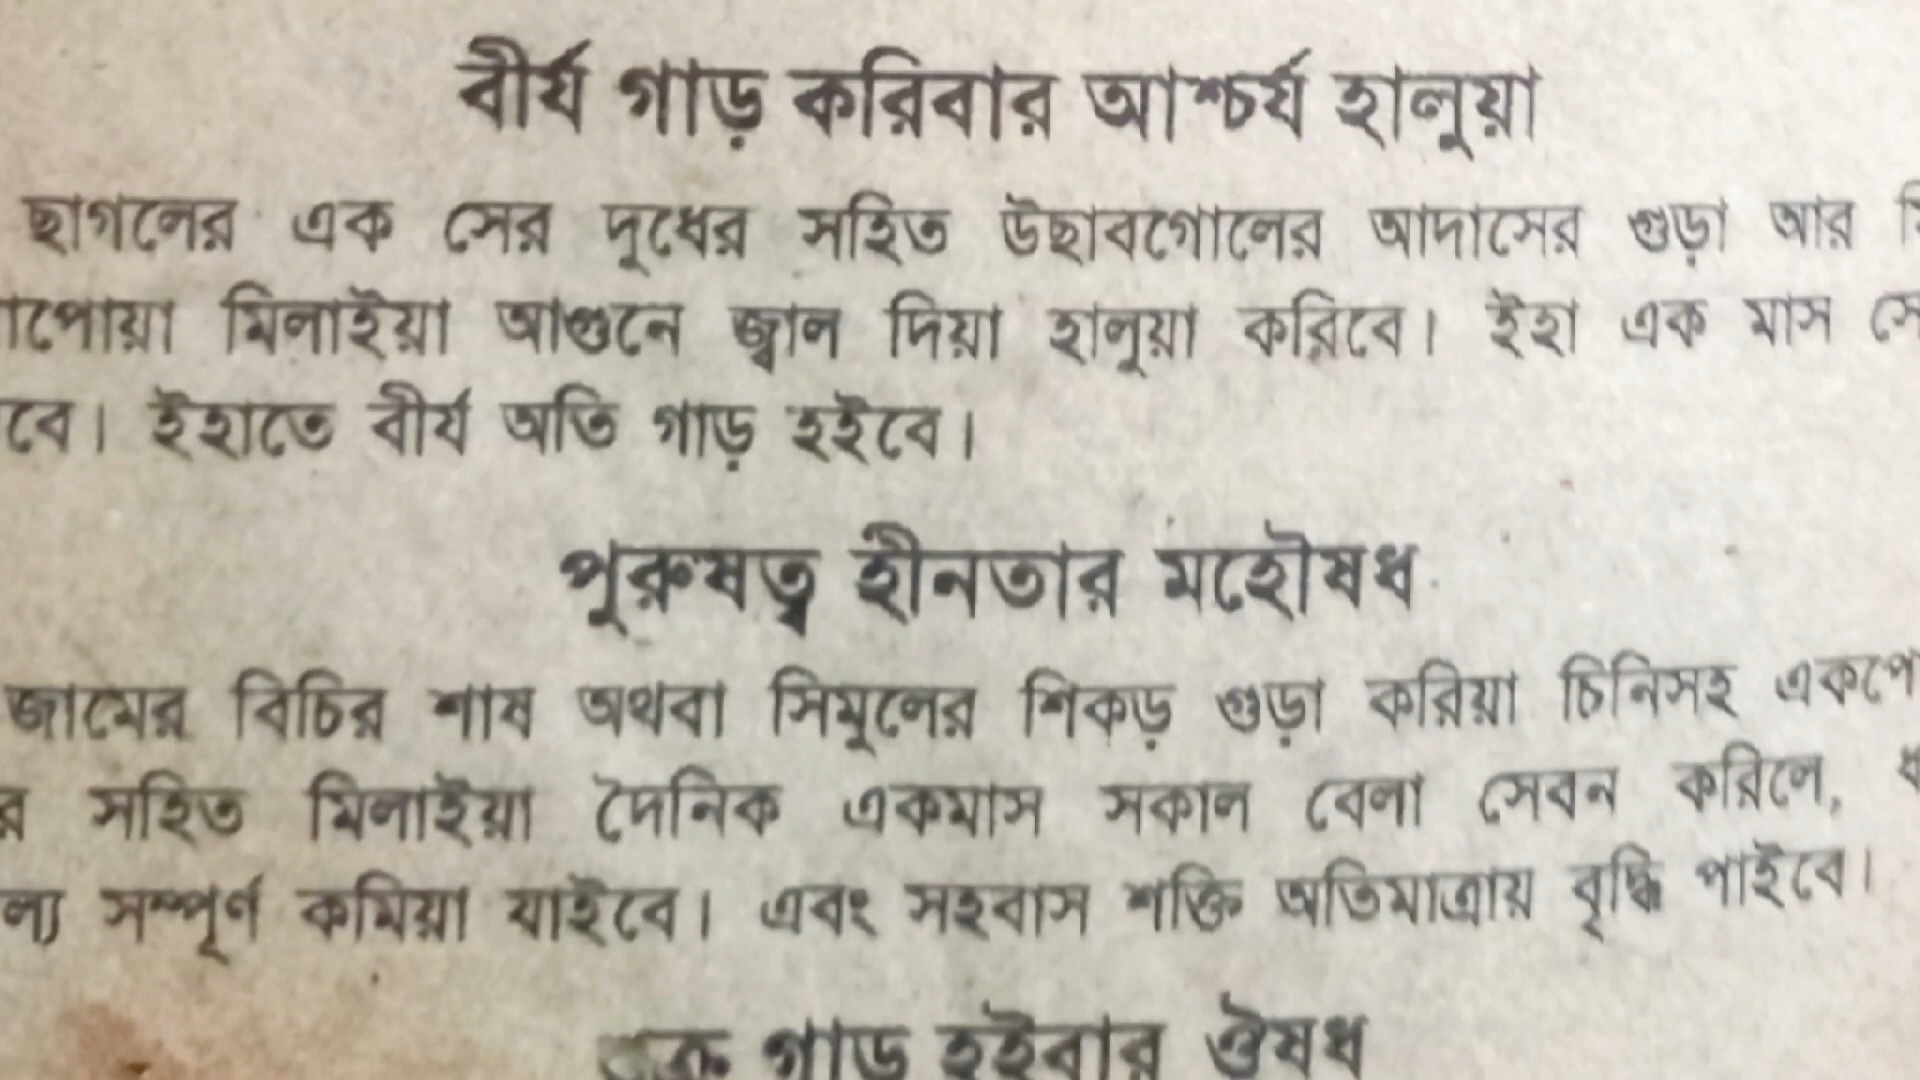 বীর্য গাড় করিবার আশ্চর্য হালুয়া
ছাগলের এক সের দুধের সহিত উছাবগোলের আদাসের গুড়া আর
মিলাইয়া আগুনে জ্বাল দিয়া হালুয়া করিবে। ইহা এক মাস
বে। ইহাতে বীর্য অতি গাড় হইবে।
পুরুষত্ব হীনতার মহৌষধ
জামের বিচির শাষ অথবা সিমুলের শিকড় গুড়া করিয়া চিনিসহ
সহিত মিলাইয়া দৈনিক একমাস সকাল বেলা সেবন করিলে,
সম্পূর্ণ কমিয়া যাইবে। এবং সহবাস শক্তি অতিমাত্রায় বৃদ্ধি পাইবে।
গাড় হইবার ঔষধ